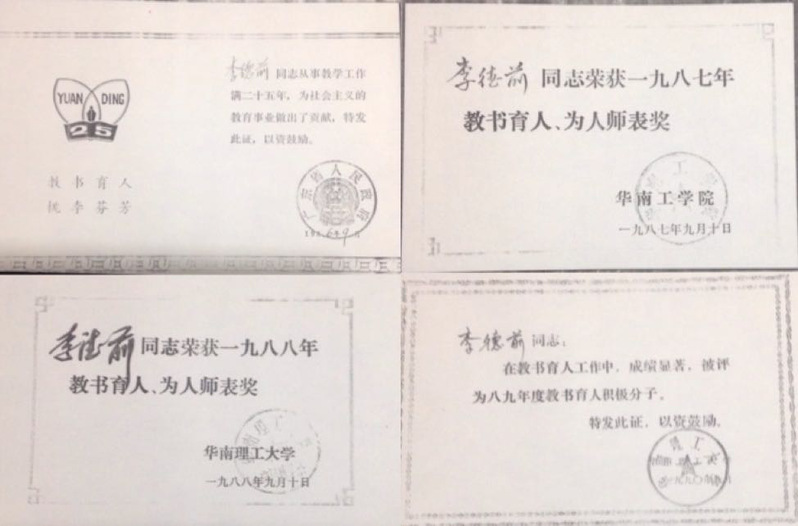 YUAN DING
25
教书育人
桃李芬芳
李德前 同志从事教学工作
满二十五年，为社会主义的
教育事业做出了贡献，特发
此证，以资鼓励。
广东省人民政府
李德前 同志荣获一九八七年
教书育人、为人师表奖
华南工学院
一九八七年九月十日
李德前 同志荣获一九八八年
教书育人、为人师表奖
华南理工大学
一九八八年九月十日
李德前 同志：
在教书育人工作中，成绩显著，被评
为八九年度教书育人积极分子。
特发此证，以资鼓励。